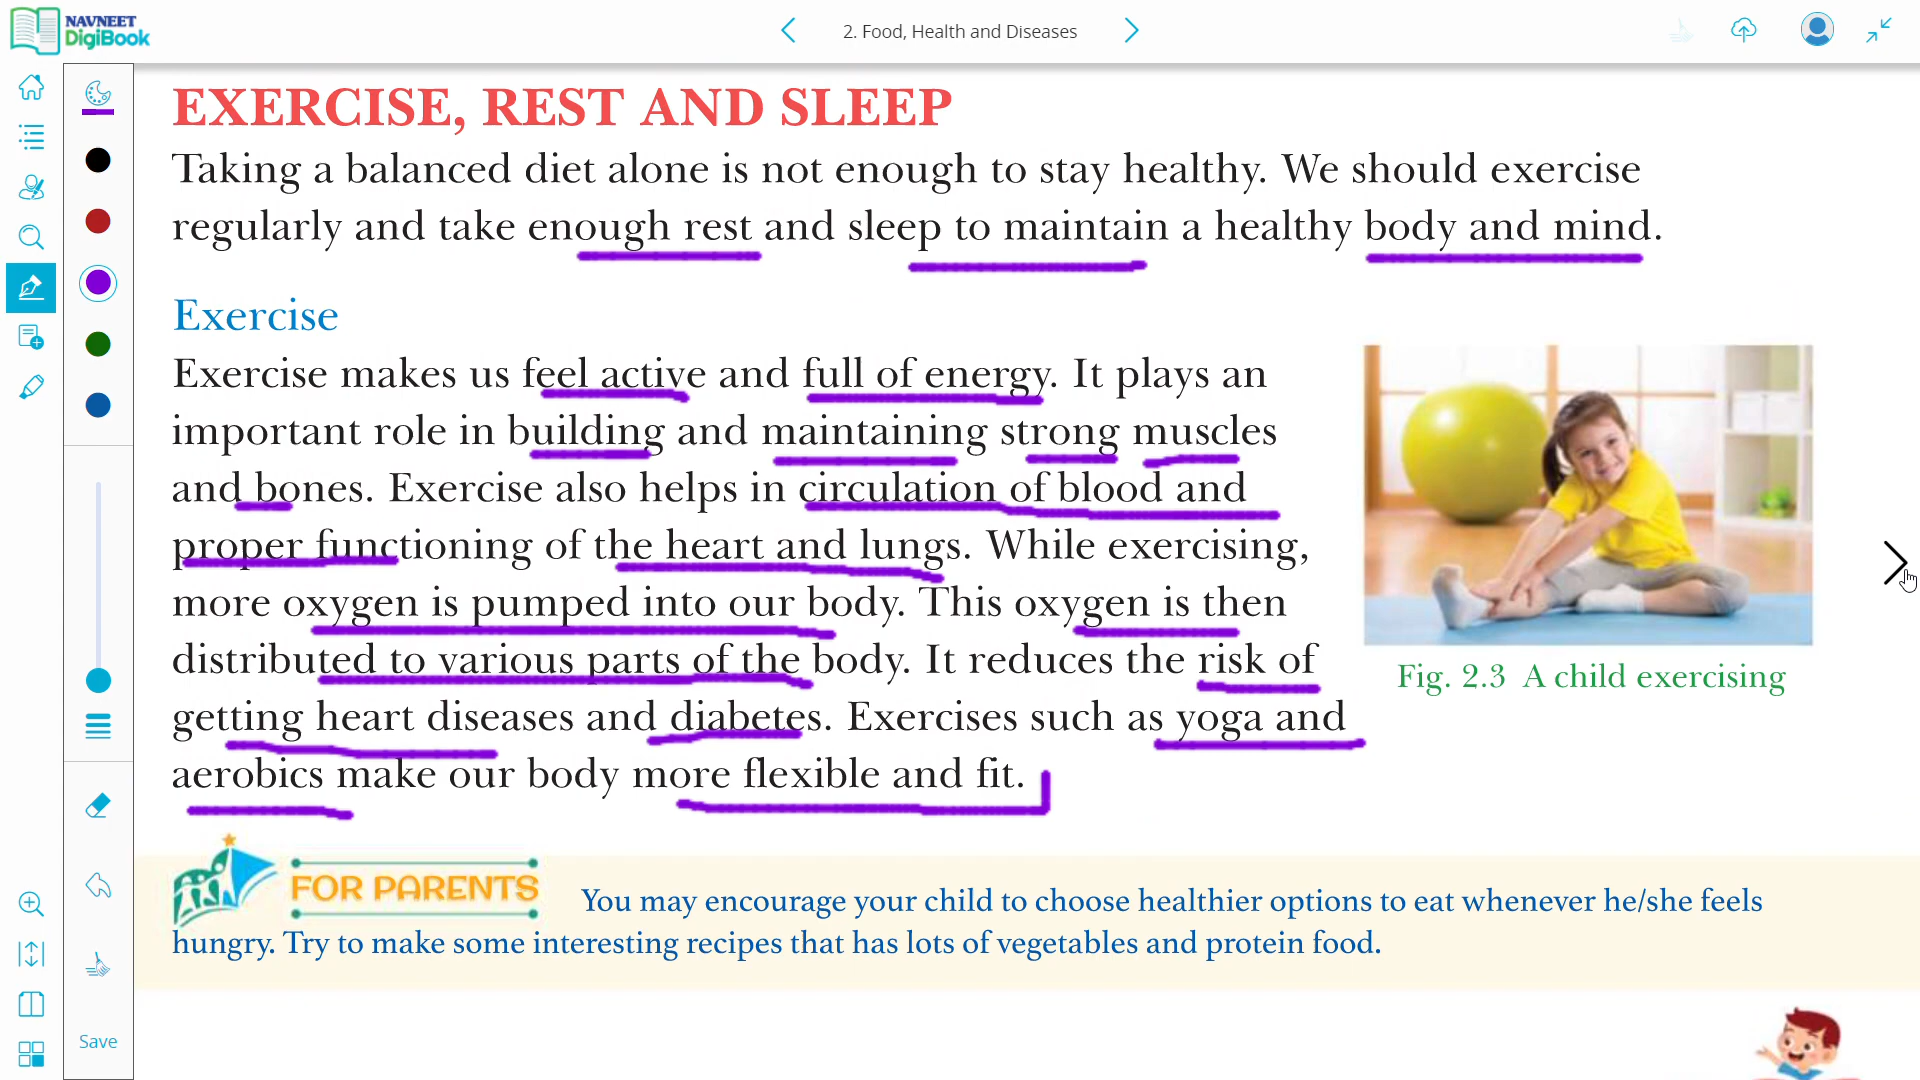 NAVNEET
DigiBook
2. Food, Health and Diseases
EXERCISE, REST AND SLEEP
Taking a balanced diet alone is not enough to stay healthy. We should exercise
regularly and take enough rest and sleep to maintain a healthy body and mind.
Exercise
Exercise makes us feel active and full of energy. It plays an
important role in building and maintaining strong muscles
and bones. Exercise also helps in circulation of blood and
proper functioning of the heart and lungs. While exercising,
more oxygen is pumped into our body. This oxygen is then
distributed to various parts of the body. It reduces the risk of
getting heart diseases and diabetes. Exercises such as yoga and
aerobics make our body more flexible and fit.
Fig. 2.3 A child exercising
FOR PARENTS You may encourage your child to choose healthier options to eat whenever he/she feels
hungry. Try to make some interesting recipes that has lots of vegetables and protein food.
Save